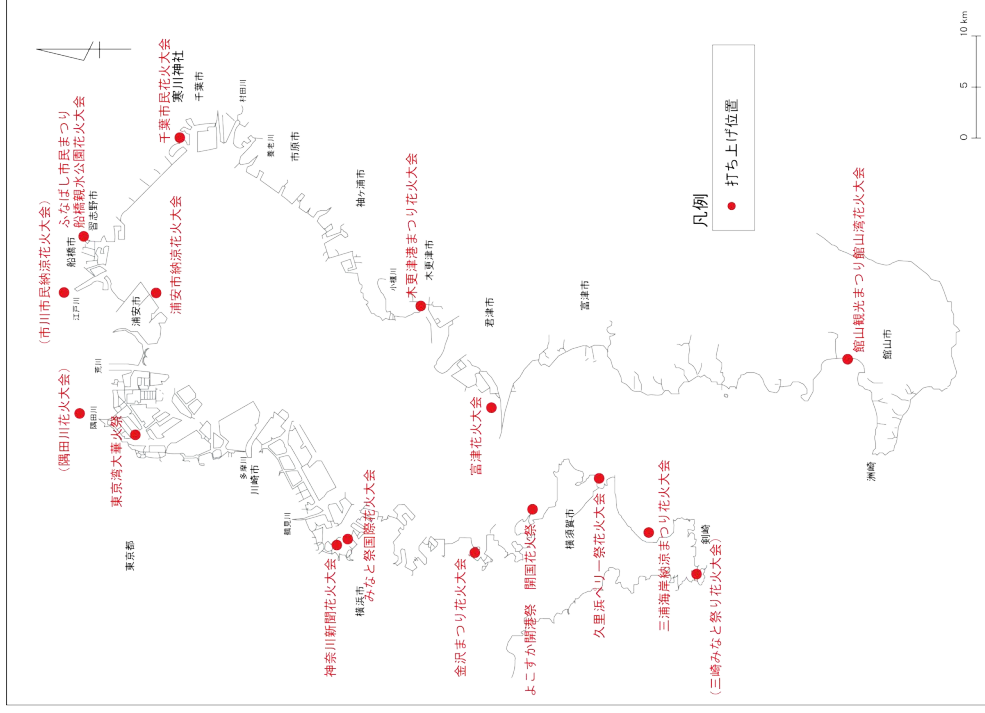 (市川市民納涼花火大会)
江戸川
船橋市
ふなばし市民まつり
船橋親水公園花火大会
習志野市
千葉市民花火大会
寒川神社
千葉市
村田川
養老川
市原市
(隅田川花火大会)
隅田川
荒川
浦安市
浦安市納涼花火大会
東京湾大華火祭
東京都
多摩川
川崎市
鶴見川
袖ヶ浦市
小櫃川
木更津港まつり花火大会
木更津市
神奈川新聞花火大会
横浜市
みなと祭国際花火大会
君津市
富津花火大会
富津市
金沢まつり花火大会
よこすか開港祭 開国花火祭
横須賀市
久里浜ペリー祭花火大会
三浦海岸納涼まつり花火大会
剣崎
(三崎みなと祭り花火大会)
館山観光まつり館山湾花火大会
館山市
洲崎
凡例
打ち上げ位置
0 5 10 km